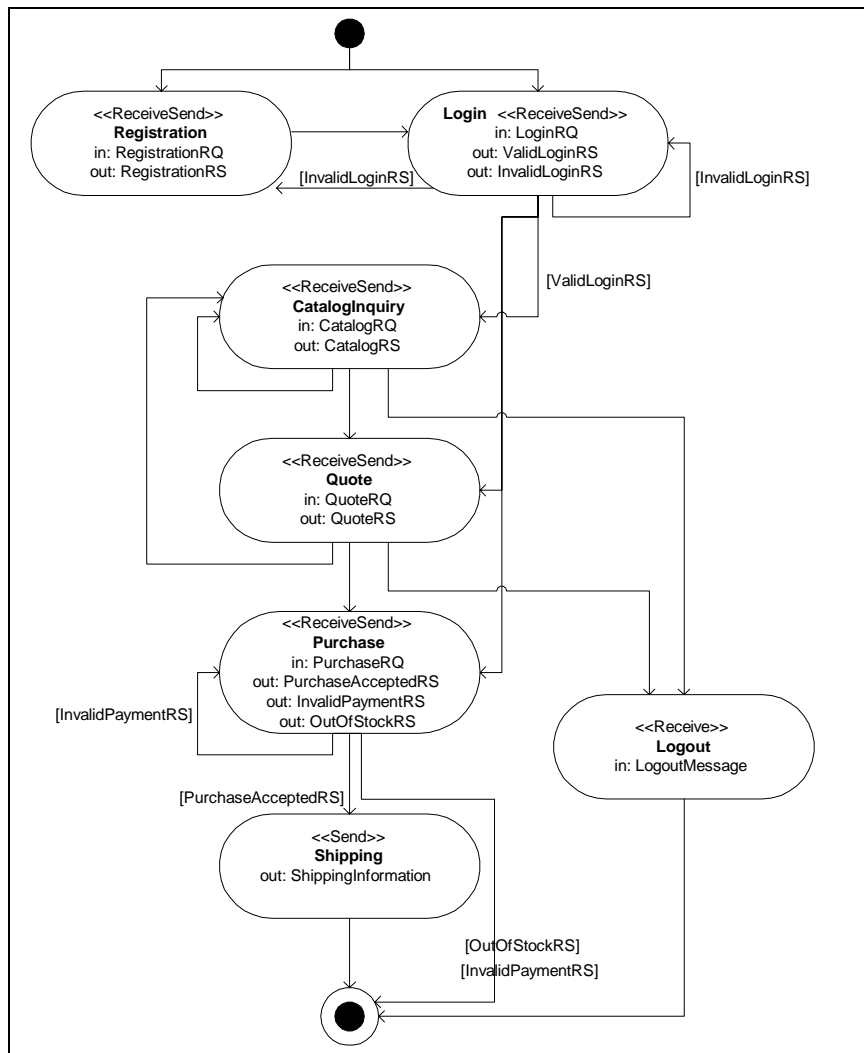 <<ReceiveSend>>
Registration
in: RegistrationRQ
out: RegistrationRS
Login <<ReceiveSend>>
in: LoginRQ
out: ValidLoginRS
out: InvalidLoginRS
[InvalidLoginRS]
[InvalidLoginRS]
[ValidLoginRS]
<<ReceiveSend>>
CatalogInquiry
in: CatalogRQ
out: CatalogRS
<<ReceiveSend>>
Quote
in: QuoteRQ
out: QuoteRS
<<ReceiveSend>>
Purchase
in: PurchaseRQ
out: PurchaseAcceptedRS
out: InvalidPaymentRS
out: OutOfStockRS
[InvalidPaymentRS]
<<Receive>>
Logout
in: LogoutMessage
[PurchaseAcceptedRS]
<<Send>>
Shipping
out: ShippingInformation
[OutOfStockRS]
[InvalidPaymentRS]